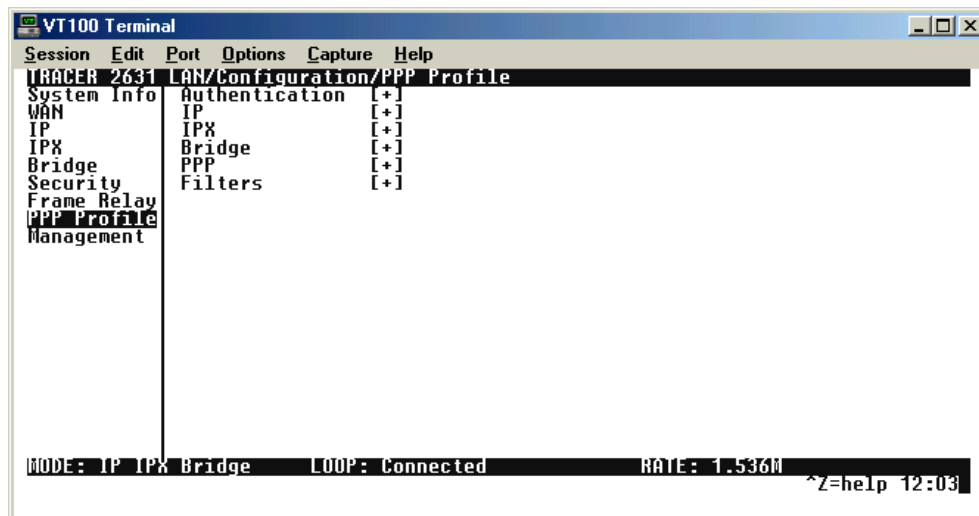 VT100 Terminal
Session Edit Port Options Capture Help
TRACER 2631 LAN/Configuration/PPP Profile
System Info Authentication [+]
WAN IP [+]
IP IPX [+]
IPX Bridge [+]
Bridge PPP [+]
Security Filters [+]
Frame Relay
PPP Profile
Management
MODE: IP IPX Bridge LOOP: Connected RATE: 1.536M
^Z=help 12:03